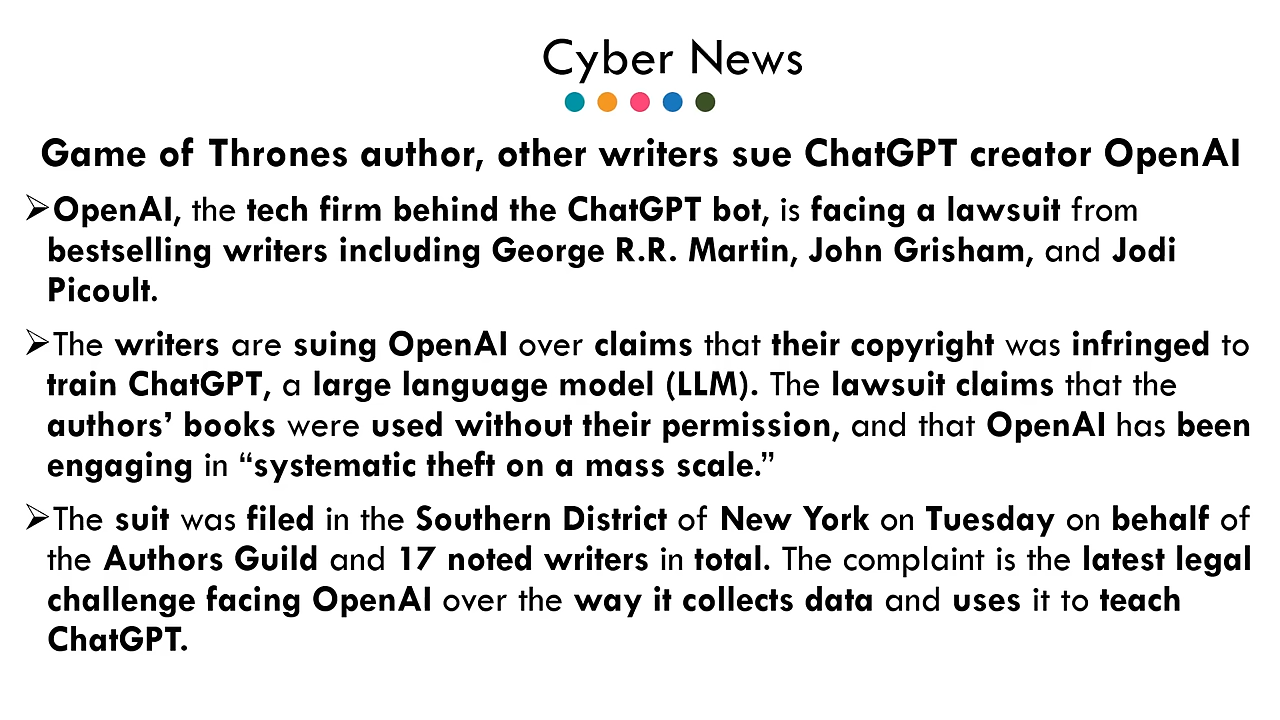 Cyber News
Game of Thrones author, other writers sue ChatGPT creator OpenAI
➢OpenAI, the tech firm behind the ChatGPT bot, is facing a lawsuit from
bestselling writers including George R.R. Martin, John Grisham, and Jodi
Picoult.
➢The writers are suing OpenAI over claims that their copyright was infringed to
train ChatGPT, a large language model (LLM). The lawsuit claims that the
authors’ books were used without their permission, and that OpenAI has been
engaging in “systematic theft on a mass scale.”
➢The suit was filed in the Southern District of New York on Tuesday on behalf of
the Authors Guild and 17 noted writers in total. The complaint is the latest legal
challenge facing OpenAI over the way it collects data and uses it to teach
ChatGPT.